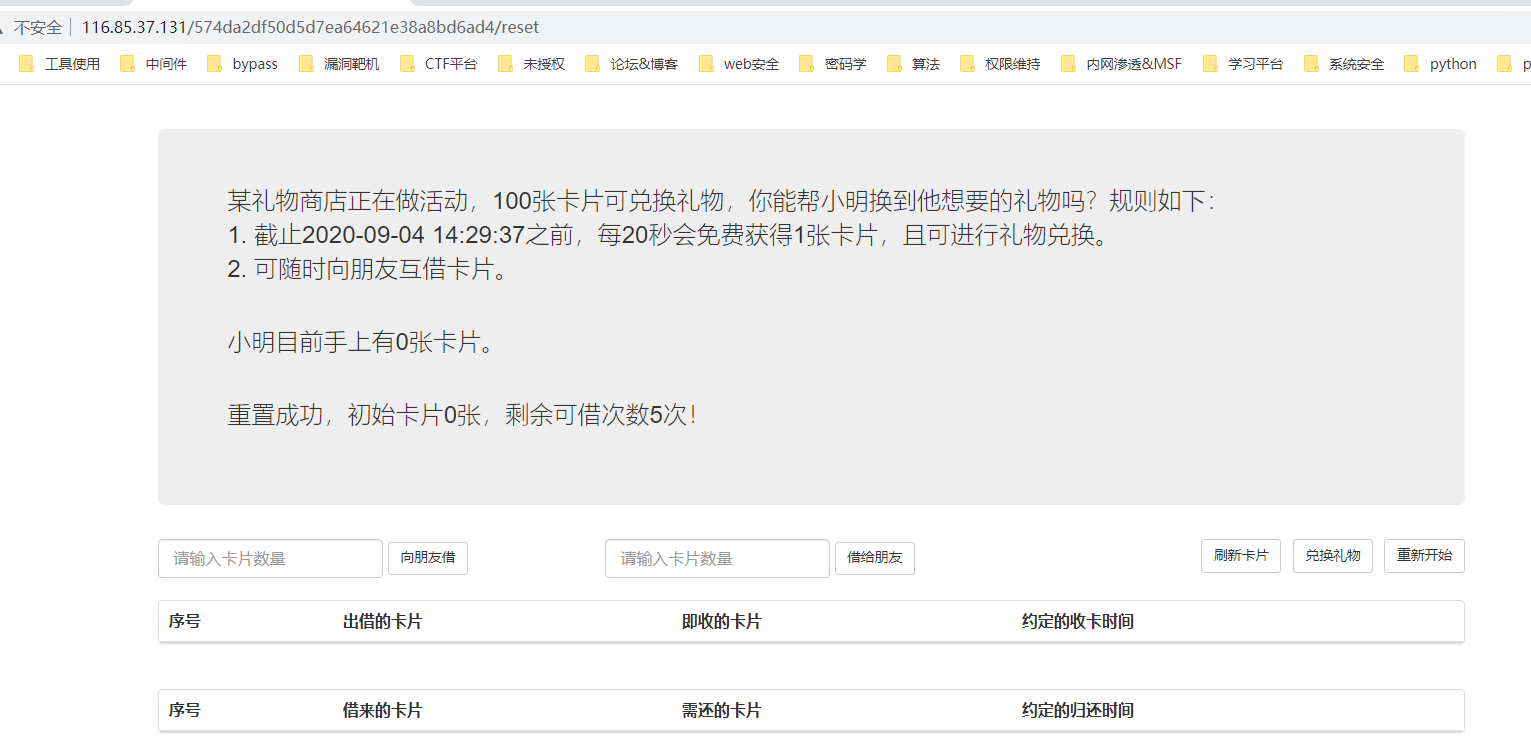 不安全 116.85.37.131/574da2df50d5d7ea64621e38a8bd6ad4/reset
工具使用 中间件 bypass 漏洞靶机 CTF平台 未授权 论坛&博客 web安全 密码学 算法 权限维持 内网渗透&MSF 学习平台 系统安全 python p
某礼物商店正在做活动，100张卡片可兑换礼物，你能帮小明换到他想要的礼物吗？规则如下：
1. 截止2020-09-04 14:29:37之前，每20秒会免费获得1张卡片，且可进行礼物兑换。
2. 可随时向朋友互借卡片。
小明目前手上有0张卡片。
重置成功，初始卡片0张，剩余可借次数5次！
请输入卡片数量 向朋友借 请输入卡片数量 借给朋友 刷新卡片 兑换礼物 重新开始
序号 出借的卡片 即收的卡片 约定的收卡时间
序号 借来的卡片 需还的卡片 约定的归还时间